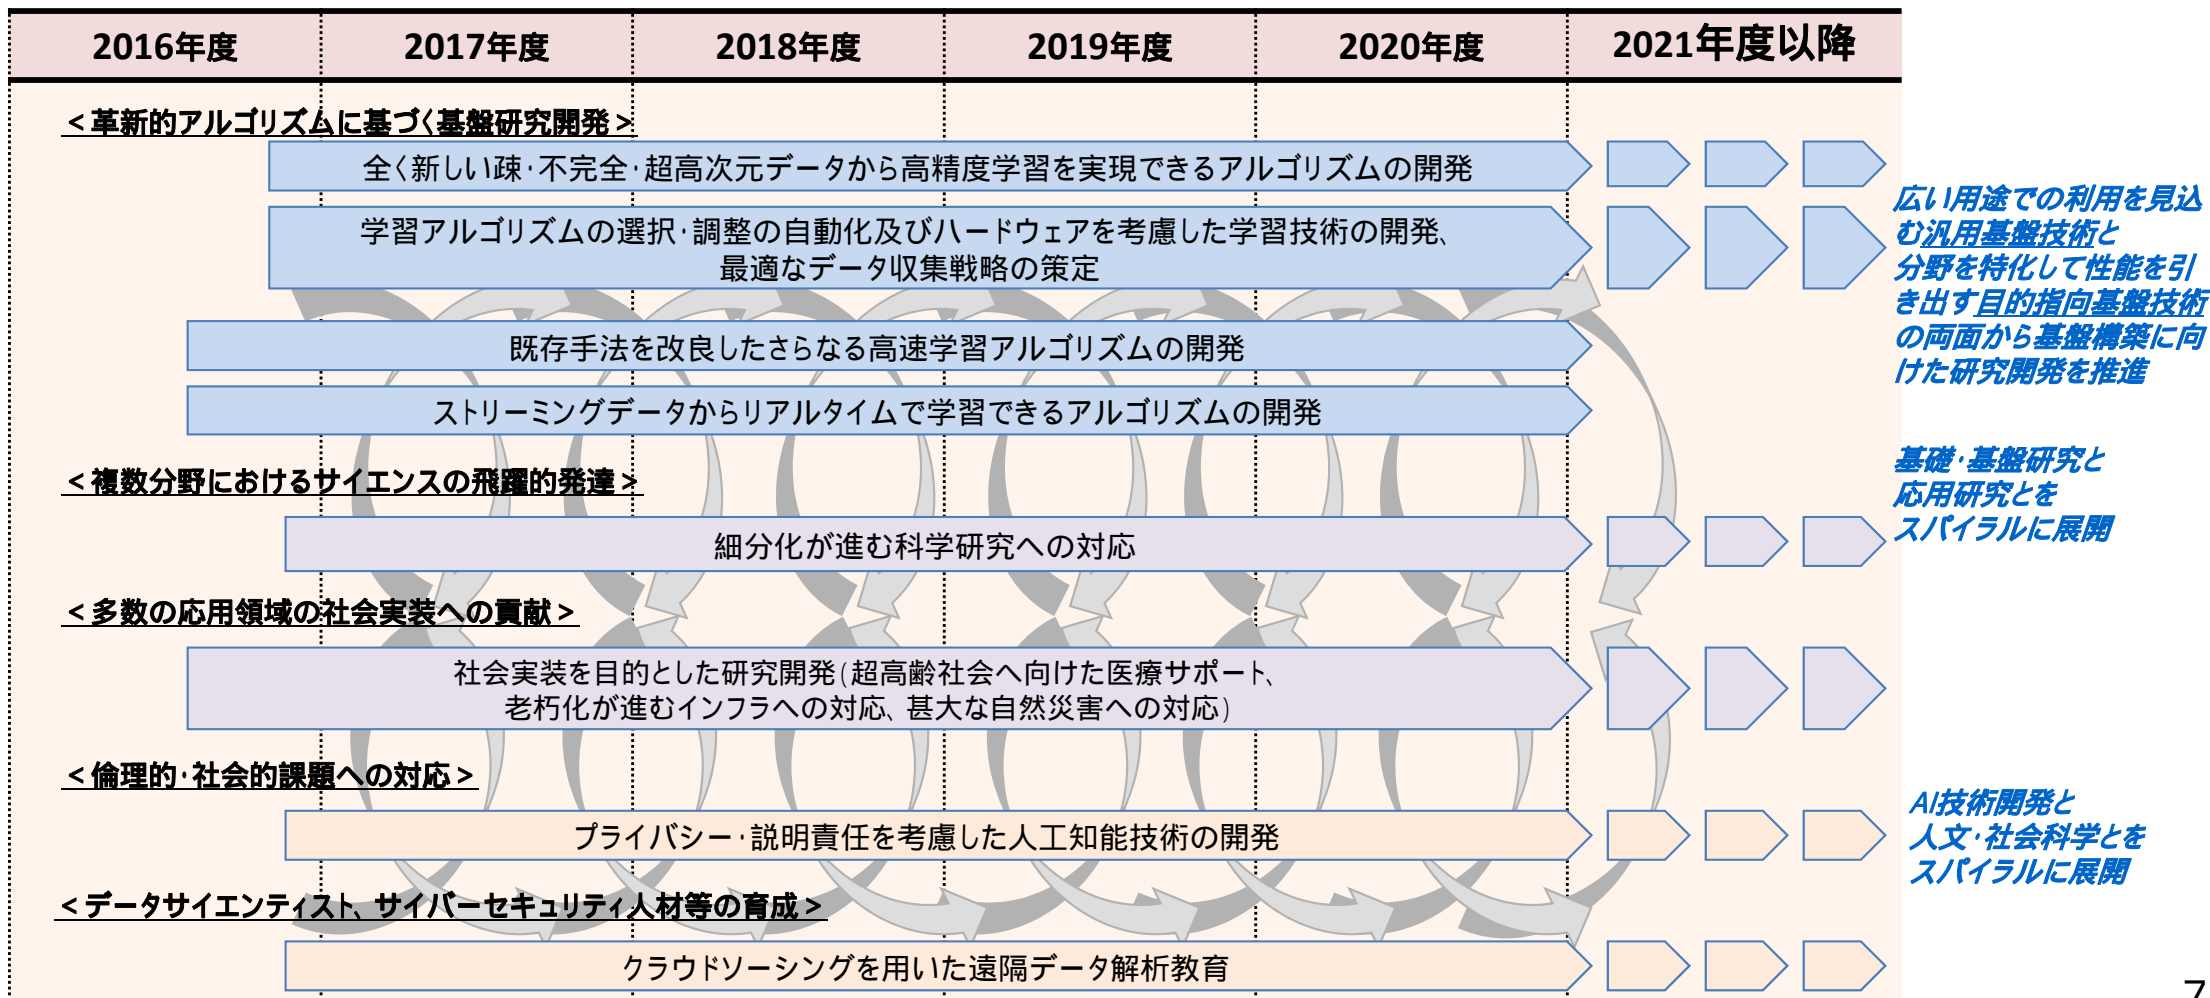 2016年度 2017年度 2018年度 2019年度 2020年度 2021年度以降
＜革新的アルゴリズムに基づく基盤研究開発＞
全く新しい疎・不完全・超高次元データから高精度学習を実現できるアルゴリズムの開発
学習アルゴリズムの選択・調整の自動化及びハードウェアを考慮した学習技術の開発、
最適なデータ収集戦略の策定
既存手法を改良したさらなる高速学習アルゴリズムの開発
ストリーミングデータからリアルタイムで学習できるアルゴリズムの開発
広い用途での利用を見込
む汎用基盤技術と
分野を特化して性能を引
き出す目的指向基盤技術
の両面から基盤構築に向
けた研究開発を推進
＜複数分野におけるサイエンスの飛躍的発達＞
細分化が進む科学研究への対応
基礎・基盤研究と
応用研究とを
スパイラルに展開
＜多数の応用領域の社会実装への貢献＞
社会実装を目的とした研究開発（超高齢社会へ向けた医療サポート、
老朽化が進むインフラへの対応、甚大な自然災害への対応）
＜倫理的・社会的課題への対応＞
プライバシー・説明責任を考慮した人工知能技術の開発
AI技術開発と
人文・社会科学とを
スパイラルに展開
＜データサイエンティスト、サイバーセキュリティ人材等の育成＞
クラウドソーシングを用いた遠隔データ解析教育
7